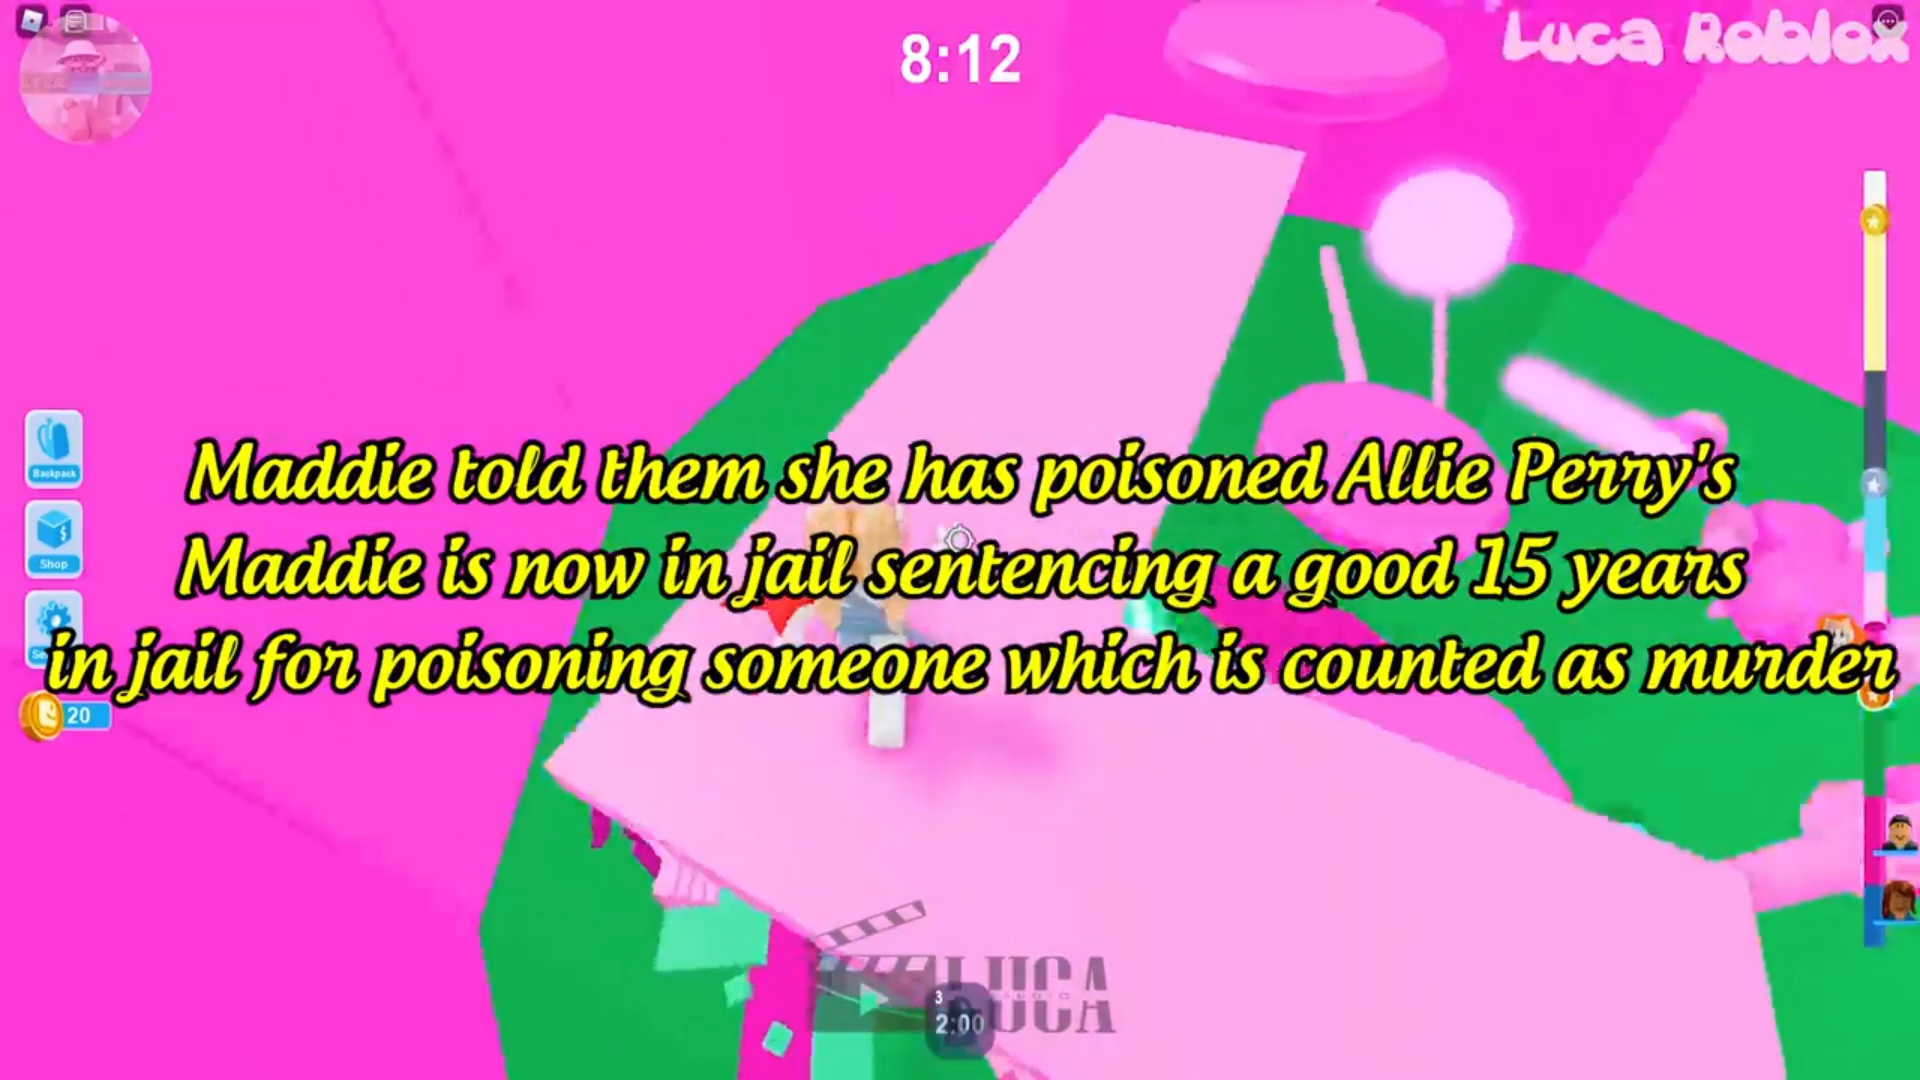 8:12
Luca Roblox
Backpack
Shop
Maddie told them she has poisoned Allie Perry's
Maddie is now in jail sentencing a good 15 years
in jail for poisoning someone which is counted as murder
20
LUCA
3
2:00